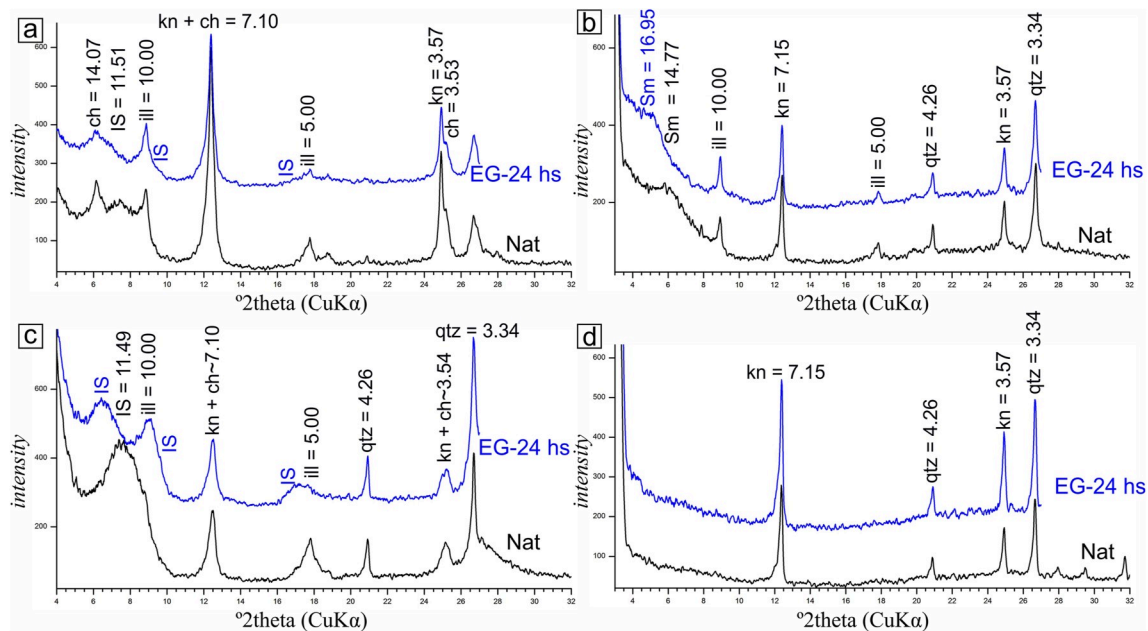 a
kn + ch = 7.10
ch = 14.07
IS = 11.51
ill = 10.00
IS
IS
ill = 5.00
kn = 3.57
ch = 3.53
EG-24 hs
Nat
intensity
600
500
400
300
200
100
4 6 8 10 12 14 16 18 20 22 24 26 28 30 32
º2theta (CuKα)
b
Sm = 16.95
Sm = 14.77
ill = 10.00
kn = 7.15
ill = 5.00
qtz = 4.26
kn = 3.57
qtz = 3.34
EG-24 hs
Nat
intensity
600
400
200
4 6 8 10 12 14 16 18 20 22 24 26 28 30 32
º2theta (CuKα)
c
IS
IS = 11.49
ill = 10.00
IS
kn + ch~7.10
IS
ill = 5.00
qtz = 4.26
kn + ch~3.54
qtz = 3.34
EG-24 hs
Nat
intensity
600
400
200
4 6 8 10 12 14 16 18 20 22 24 26 28 30 32
º2theta (CuKα)
d
kn = 7.15
qtz = 4.26
kn = 3.57
qtz = 3.34
EG-24 hs
Nat
intensity
600
500
400
300
200
100
4 6 8 10 12 14 16 18 20 22 24 26 28 30 32
º2theta (CuKα)